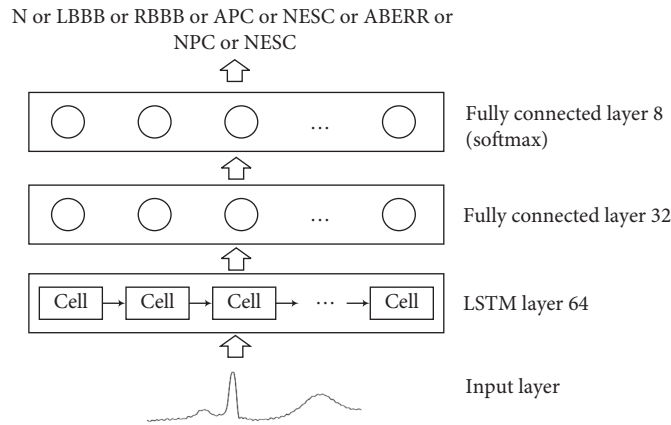 N or LBBB or RBBB or APC or NESC or ABERR or
NPC or NESC
Fully connected layer 8
(softmax)
...
Fully connected layer 32
...
Cell Cell Cell ... Cell
LSTM layer 64
Input layer